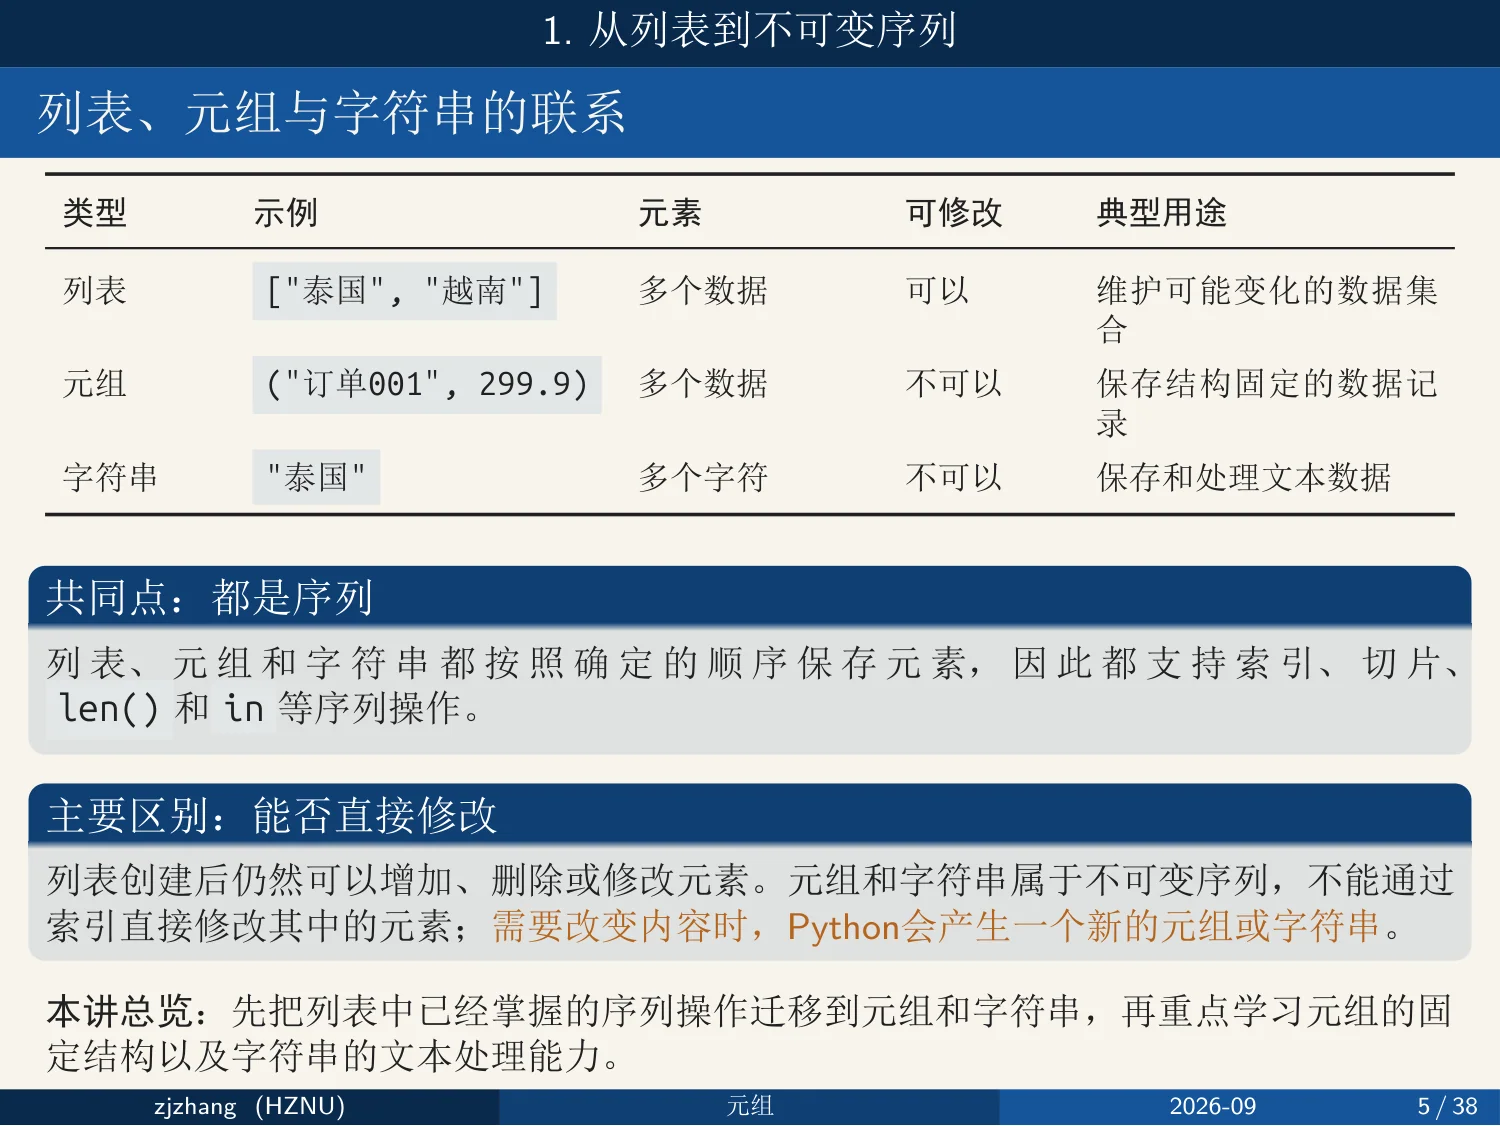 1. 从列表到不可变序列
列表、元组与字符串的联系
类型 示例 元素 可修改 典型用途
列表 ["泰国", "越南"] 多个数据 可以 维护可能变化的数据集
合
元组 ("订单001", 299.9) 多个数据 不可以 保存结构固定的数据记
录
字符串 "泰国" 多个字符 不可以 保存和处理文本数据
共同点：都是序列
列表、元组和字符串都按照确定的顺序保存元素，因此都支持索引、切片、
len() 和 in 等序列操作。
主要区别：能否直接修改
列表创建后仍然可以增加、删除或修改元素。元组和字符串属于不可变序列，不能通过
索引直接修改其中的元素；需要改变内容时，Python会产生一个新的元组或字符串。
本讲总览：先把列表中已经掌握的序列操作迁移到元组和字符串，再重点学习元组的固
定结构以及字符串的文本处理能力。
zjzhang (HZNU) 元组 2026-09 5 / 38